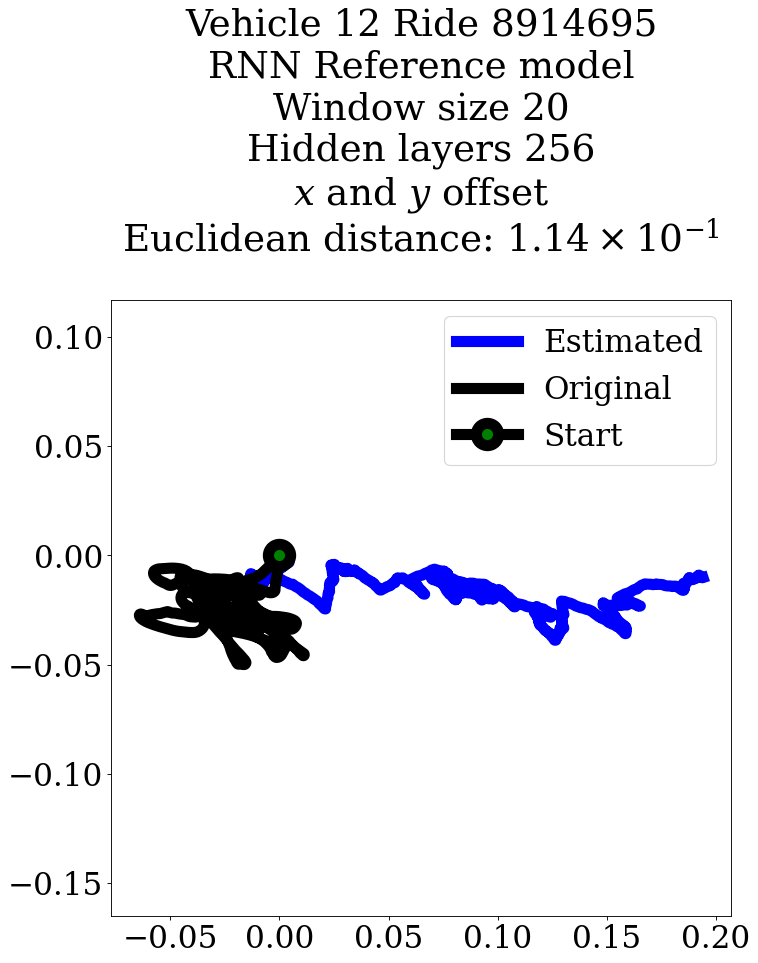 Vehicle 12 Ride 8914695
RNN Reference model
Window size 20
Hidden layers 256
x and y offset
Euclidean distance: 1.14 × 10⁻¹
Estimated
Original
Start
0.10
0.05
0.00
−0.05
−0.10
−0.15
−0.05 0.00 0.05 0.10 0.15 0.20